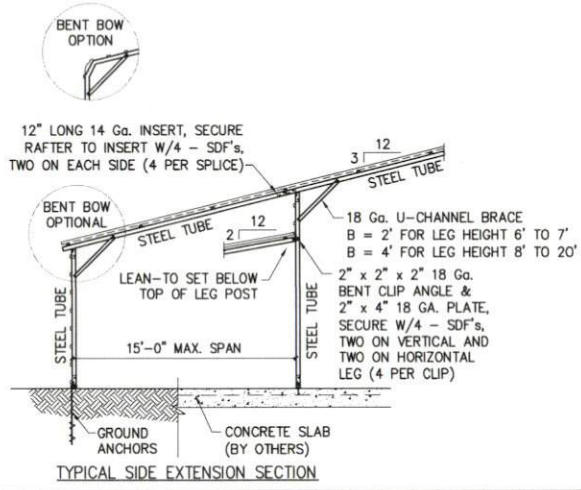 BENT BOW
OPTION
12" LONG 14 Ga. INSERT, SECURE
RAFTER TO INSERT W/4 - SDF's,
TWO ON EACH SIDE (4 PER SPLICE)
12
3
STEEL TUBE
BENT BOW
OPTIONAL
STEEL TUBE
12
2
18 Ga. U-CHANNEL BRACE
B = 2' FOR LEG HEIGHT 6' TO 7'
B = 4' FOR LEG HEIGHT 8' TO 20'
LEAN-TO SET BELOW
TOP OF LEG POST
2" x 2" x 2" 18 Ga.
BENT CLIP ANGLE &
2" x 4" 18 GA. PLATE,
SECURE W/4 - SDF's,
TWO ON VERTICAL AND
TWO ON HORIZONTAL
LEG (4 PER CLIP)
STEEL TUBE
STEEL TUBE
15'-0" MAX. SPAN
GROUND
ANCHORS
CONCRETE SLAB
(BY OTHERS)
TYPICAL SIDE EXTENSION SECTION